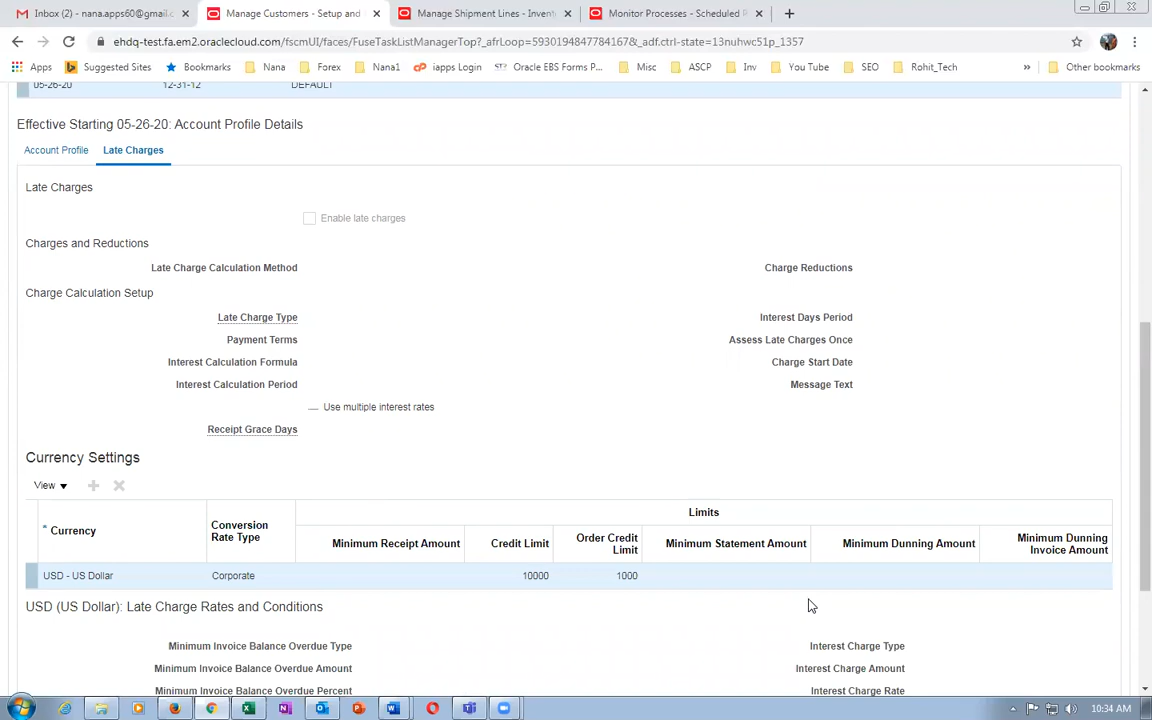 Inbox (2) - nana.apps60@gmail.c
Manage Customers - Setup and
Manage Shipment Lines - Invent
Monitor Processes - Scheduled P
ehdq-test.fa.em2.oraclecloud.com/fscmUI/faces/FuseTaskListManagerTop?_afrLoop=5930194847784167&_adf.ctrl-state=13nuhwc51p_1357
Apps Suggested Sites Bookmarks Nana Forex Nana1 iapps Login Oracle EBS Forms P... Misc ASCP Inv You Tube SEO Rohit_Tech » Other bookmarks
05-26-20 12-31-12 DEFAULT
Effective Starting 05-26-20: Account Profile Details
Account Profile Late Charges
Late Charges
Enable late charges
Charges and Reductions
Late Charge Calculation Method Charge Reductions
Charge Calculation Setup
Late Charge Type Interest Days Period
Payment Terms Assess Late Charges Once
Interest Calculation Formula Charge Start Date
Interest Calculation Period Message Text
Use multiple interest rates
Receipt Grace Days
Currency Settings
View
Limits
Currency Conversion Rate Type Minimum Receipt Amount Credit Limit Order Credit Limit Minimum Statement Amount Minimum Dunning Amount Minimum Dunning Invoice Amount
USD - US Dollar Corporate 10000 1000
USD (US Dollar): Late Charge Rates and Conditions
Minimum Invoice Balance Overdue Type Interest Charge Type
Minimum Invoice Balance Overdue Amount Interest Charge Amount
Minimum Invoice Balance Overdue Percent Interest Charge Rate
10:34 AM